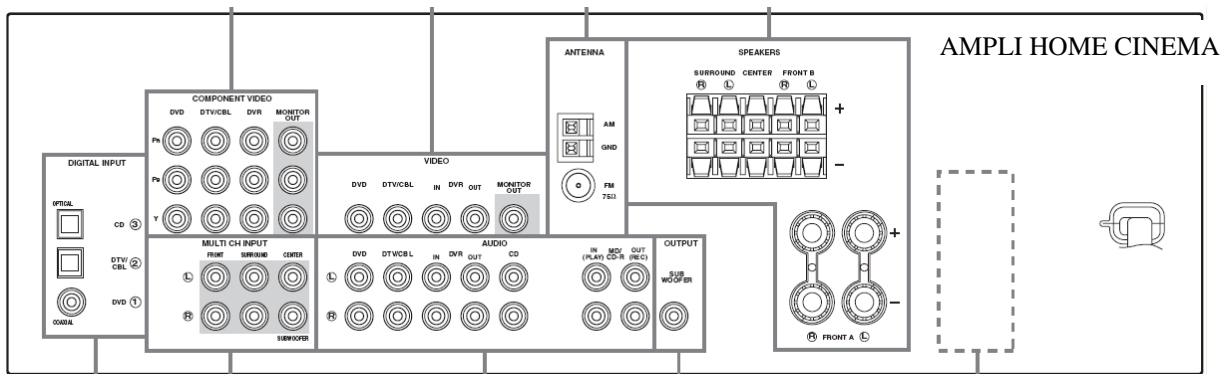 AMPLI HOME CINEMA
ANTENNA
AM
GND
FM
75Ω
SPEAKERS
SURROUND CENTER FRONT B
R L R L
+
−
+
−
R FRONT A L
COMPONENT VIDEO
DVD DTV/CBL DVR MONITOR OUT
PR
PB
Y
DIGITAL INPUT
OPTICAL
CD 3
DTV/
CBL 2
DVD 1
COAXIAL
VIDEO
DVD DTV/CBL IN DVR OUT MONITOR OUT
MULTI CH INPUT
FRONT SURROUND CENTER
L
R
SUBWOOFER
AUDIO
DVD DTV/CBL IN DVR OUT CD
IN MD/ OUT
(PLAY) CD-R (REC)
L
R
OUTPUT
SUB
WOOFER